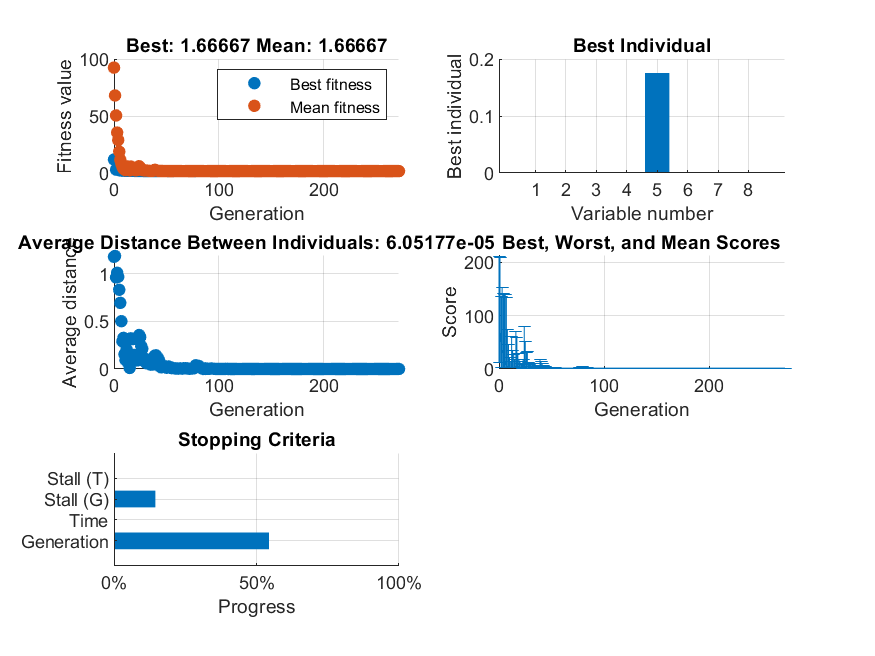 Best: 1.66667 Mean: 1.66667
Fitness value
100
50
0
Best fitness
Mean fitness
0
100
200
Generation
Best Individual
Best individual
0.2
0.1
0
1 2 3 4 5 6 7 8
Variable number
Average Distance Between Individuals: 6.05177e-05
Average distance
1
0.5
0
0
100
200
Generation
Best, Worst, and Mean Scores
Score
200
100
0
0
100
200
Generation
Stopping Criteria
Stall (T)
Stall (G)
Time
Generation
0%
50%
100%
Progress